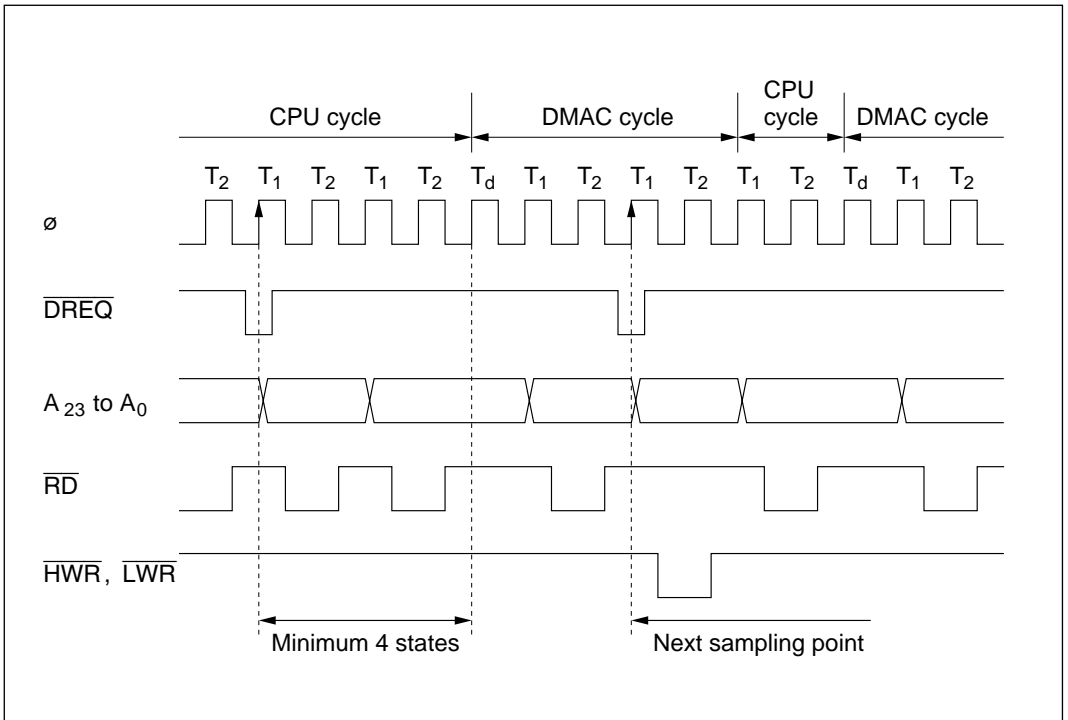 CPU cycle DMAC cycle CPU cycle DMAC cycle
T2 T1 T2 T1 T2 Td T1 T2 T1 T2 T1 T2 Td T1 T2
ø
DREQ
A23 to A0
RD
HWR, LWR
Minimum 4 states Next sampling point